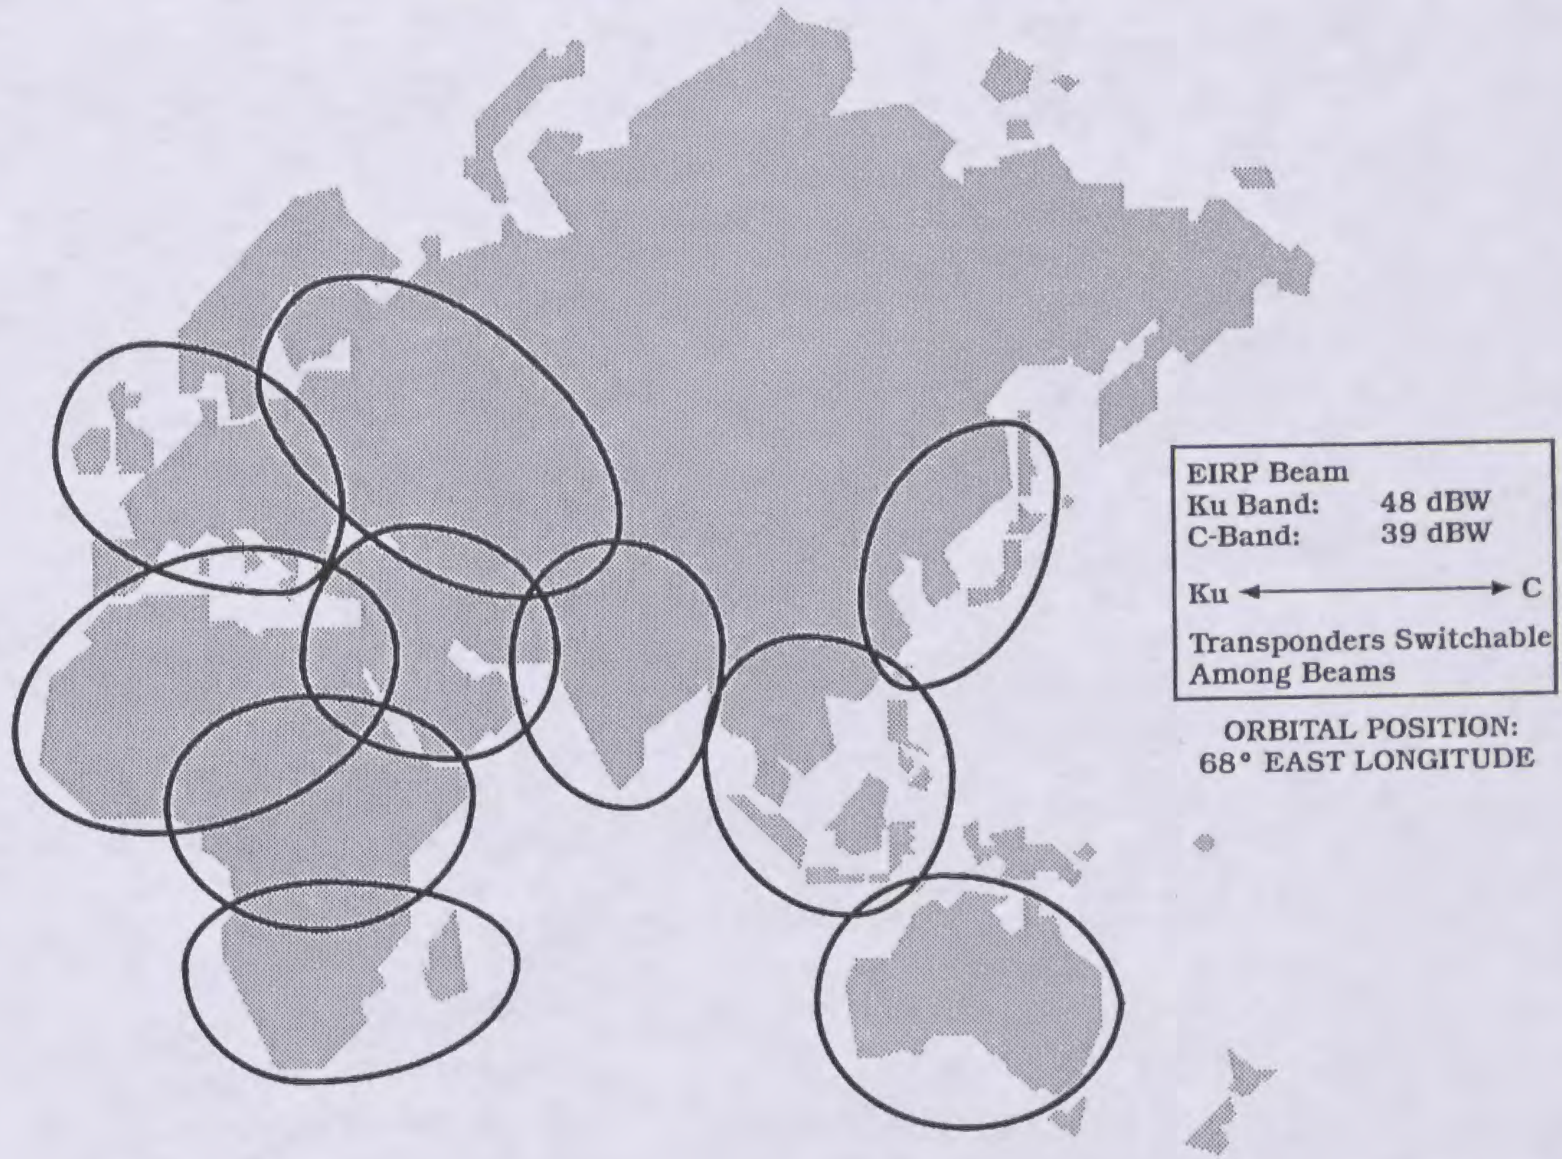 EIRP Beam
Ku Band: 48 dBW
C-Band: 39 dBW
Ku C
Transponders Switchable
Among Beams
ORBITAL POSITION:
68° EAST LONGITUDE